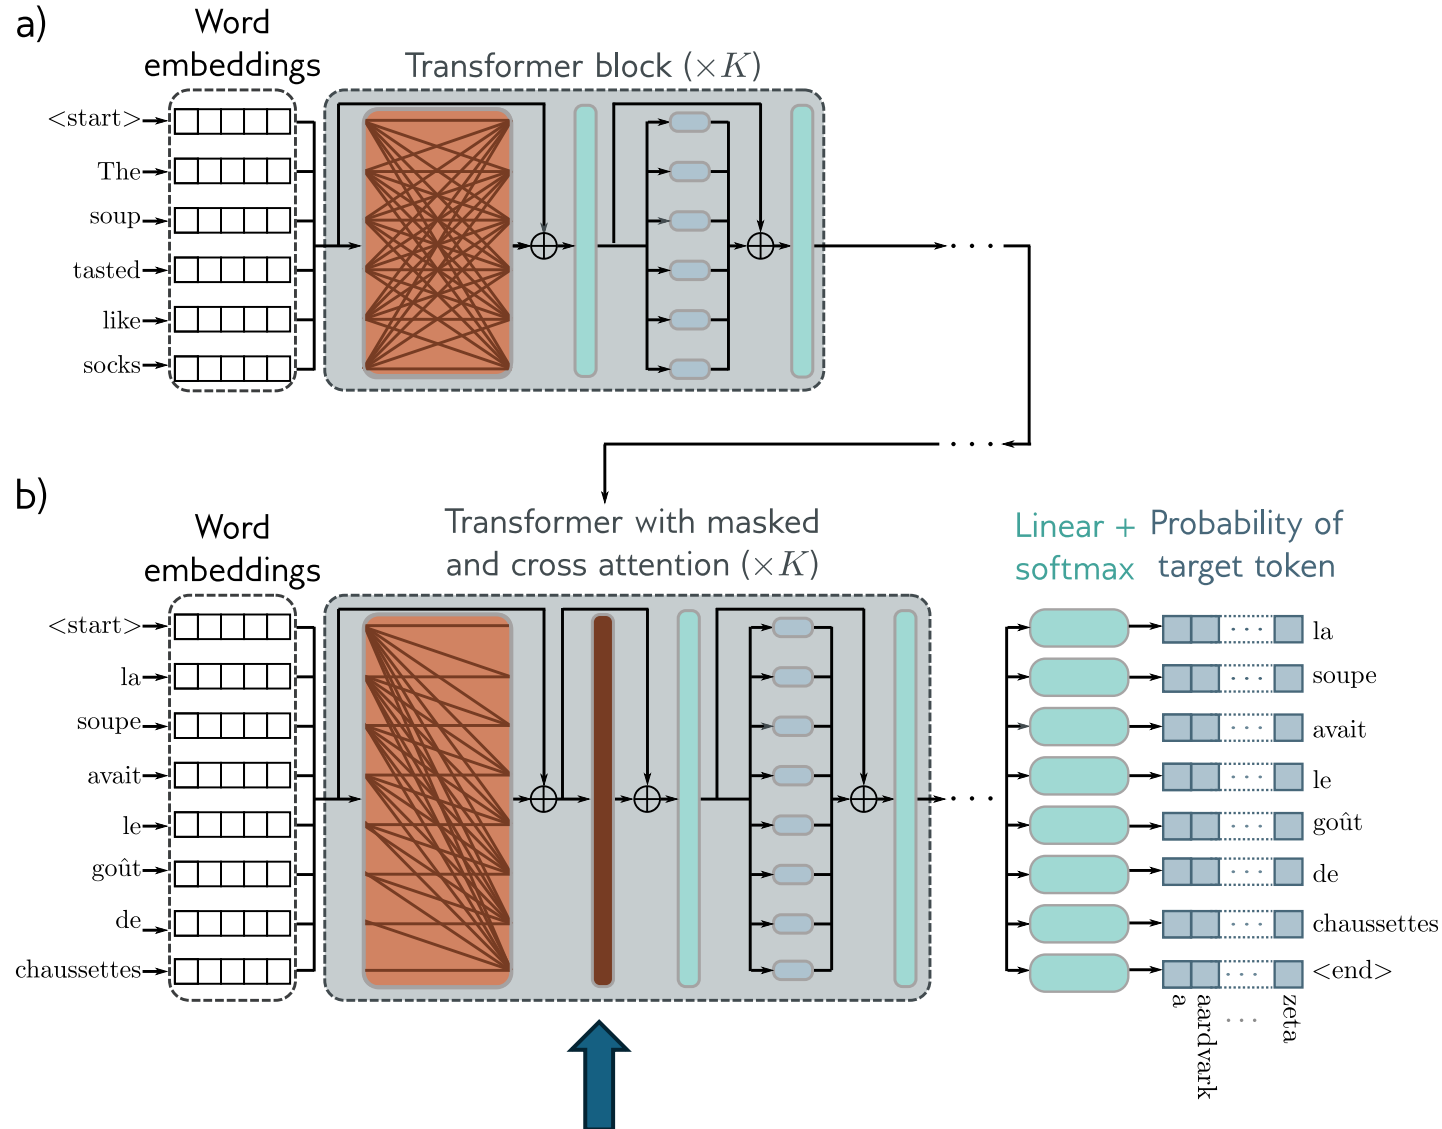 a)
Word
embeddings
Transformer block (×K)
<start>
The
soup
tasted
like
socks
. . . .
. . . .
b)
Word
embeddings
Transformer with masked
and cross attention (×K)
Linear +
softmax
Probability of
target token
<start>
la
soupe
avait
le
goût
de
chaussettes
. . . .
la
soupe
avait
le
goût
de
chaussettes
<end>
a
aardvark
. . .
zeta